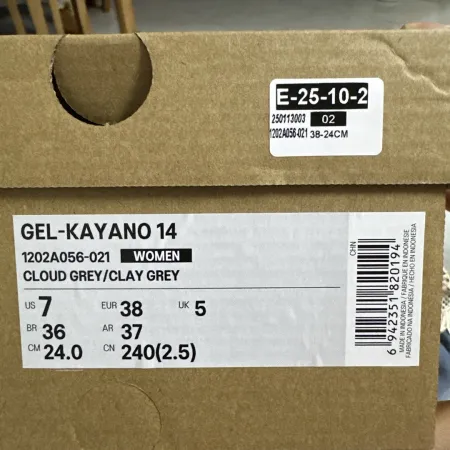 E-25-10-2
250113003 02
1202A056-021 38-24CM
GEL-KAYANO 14
1202A056-021 WOMEN
CLOUD GREY/CLAY GREY
US 7 EUR 38 UK 5
BR 36 AR 37
CM 24.0 CN 240(2.5)
CHN
6 942351 820194
MADE IN INDONESIA / FABRIQUE EN INDONESIE
FABRICADO NA INDONESIA / HECHO EN INDONESIA